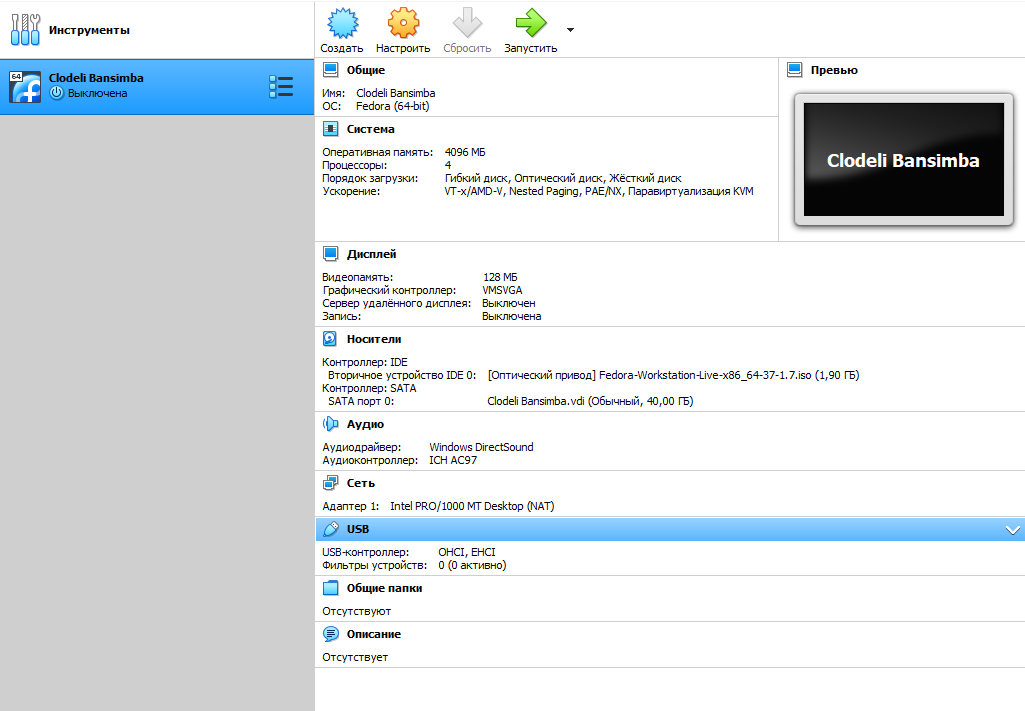 Инструменты
Создать Настроить Сбросить Запустить
64
Clodeli Bansimba
Выключена
Общие
Имя: Clodeli Bansimba
ОС: Fedora (64-bit)
Система
Оперативная память: 4096 МБ
Процессоры: 4
Порядок загрузки: Гибкий диск, Оптический диск, Жёсткий диск
Ускорение: VT-x/AMD-V, Nested Paging, PAE/NX, Паравиртуализация KVM
Превью
Clodeli Bansimba
Дисплей
Видеопамять: 128 МБ
Графический контроллер: VMSVGA
Сервер удалённого дисплея: Выключен
Запись: Выключена
Носители
Контроллер: IDE
Вторичное устройство IDE 0: [Оптический привод] Fedora-Workstation-Live-x86_64-37-1.7.iso (1,90 ГБ)
Контроллер: SATA
SATA порт 0: Clodeli Bansimba.vdi (Обычный, 40,00 ГБ)
Аудио
Аудиодрайвер: Windows DirectSound
Аудиоконтроллер: ICH AC97
Сеть
Адаптер 1: Intel PRO/1000 MT Desktop (NAT)
USB
USB-контроллер: OHCI, EHCI
Фильтры устройств: 0 (0 активно)
Общие папки
Отсутствуют
Описание
Отсутствует